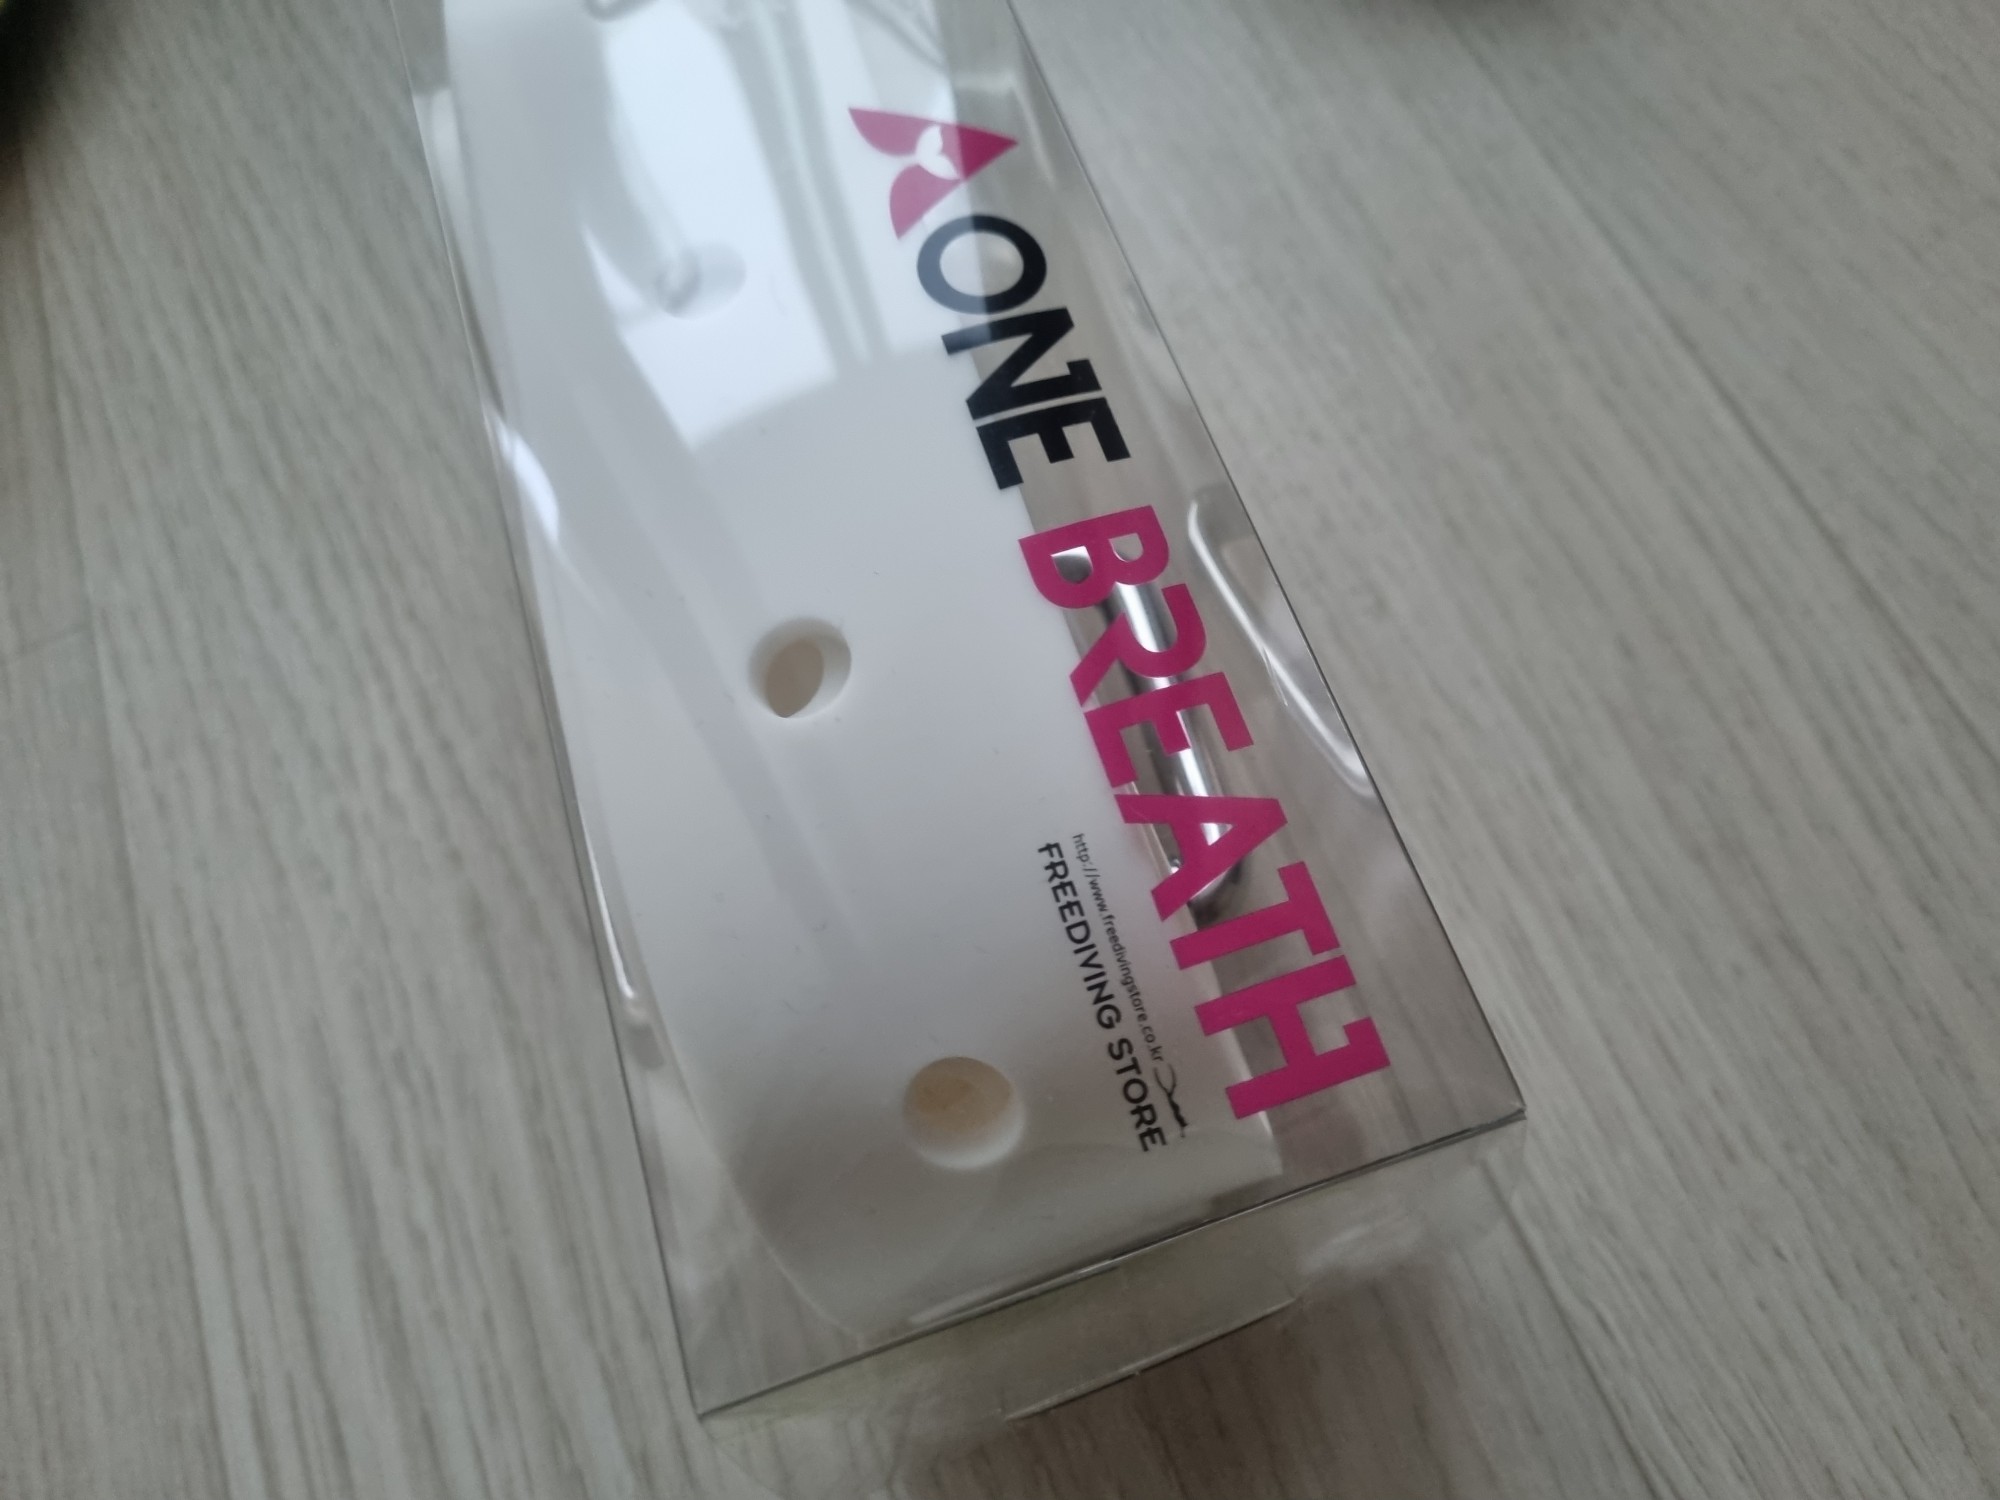 ONE BREATH
http://www.freedivingstore.co.kr
FREEDIVING STORE